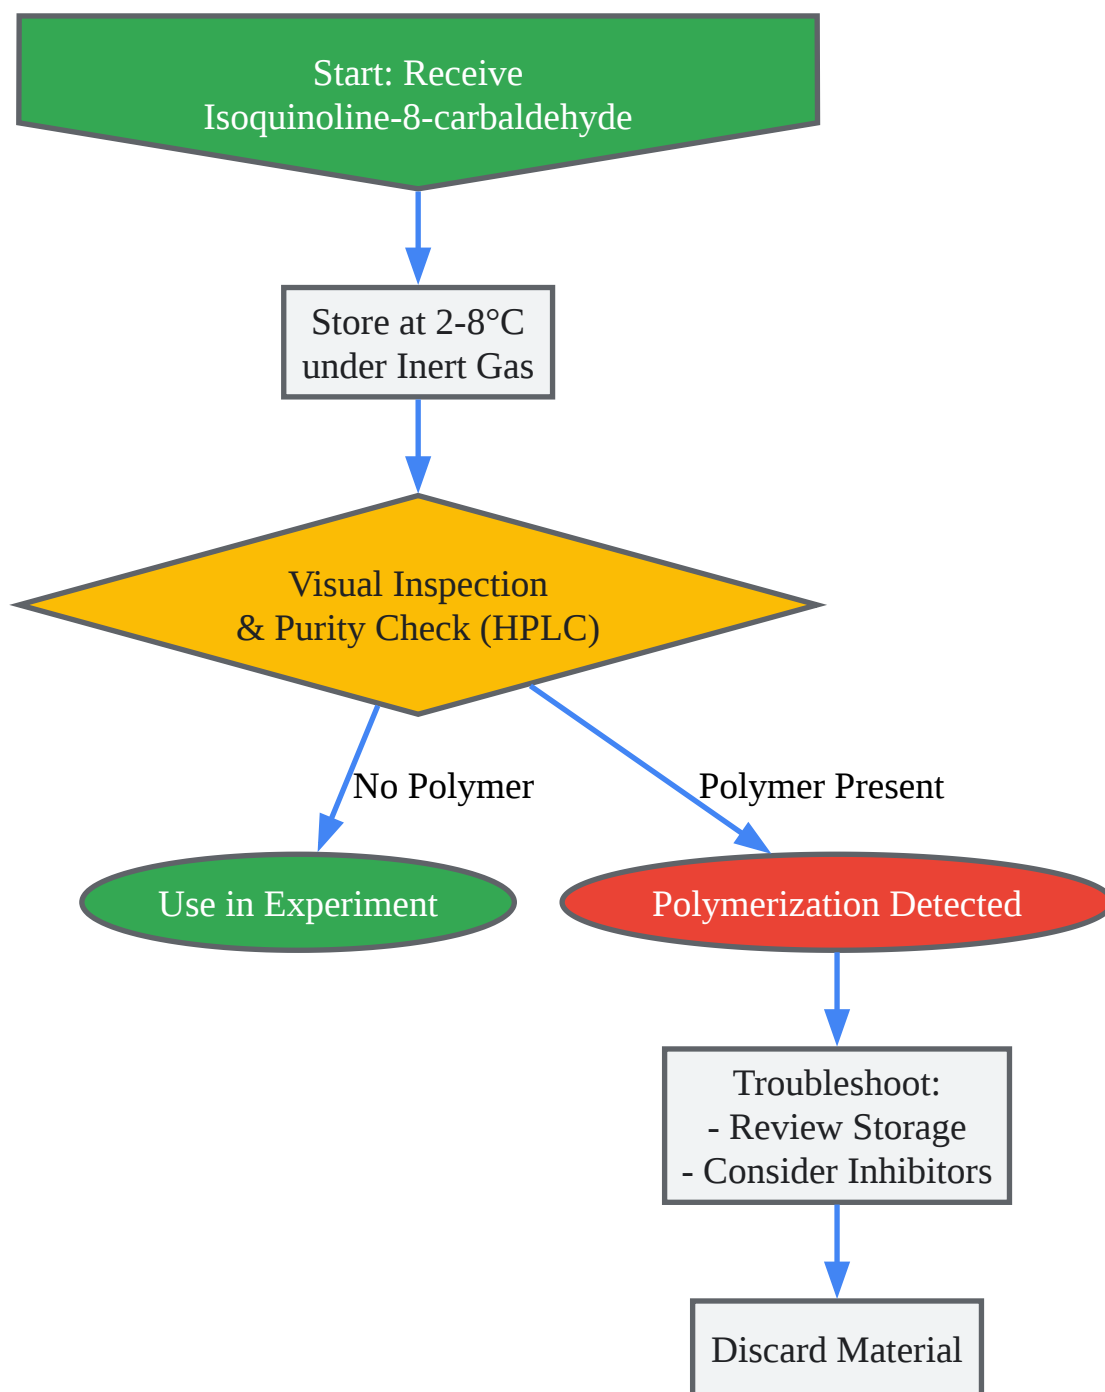 Start: Receive
Isoquinoline-8-carbaldehyde
Store at 2-8°C
under Inert Gas
Visual Inspection
& Purity Check (HPLC)
No Polymer
Polymer Present
Use in Experiment
Polymerization Detected
Troubleshoot:
- Review Storage
- Consider Inhibitors
Discard Material